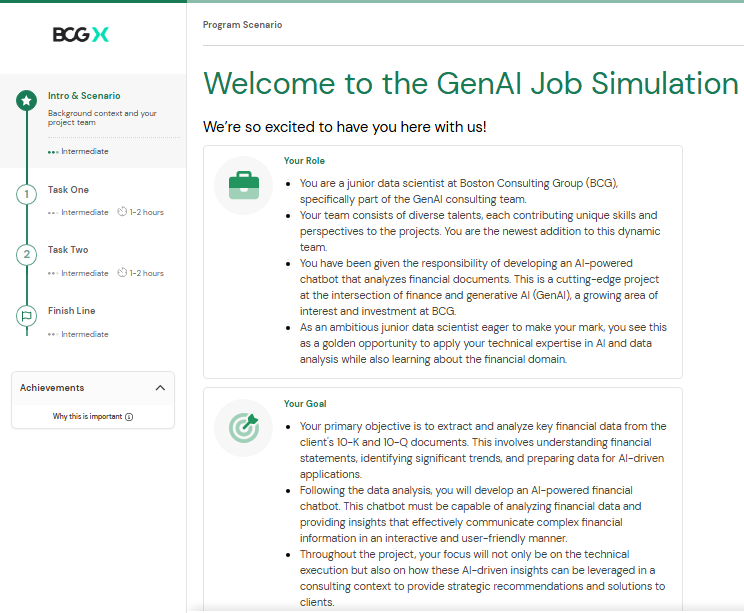 BCG X
Intro & Scenario
Background context and your
project team
Intermediate
1
Task One
Intermediate
1-2 hours
2
Task Two
Intermediate
1-2 hours
Finish Line
Intermediate
Achievements
Why this is important
Program Scenario
Welcome to the GenAI Job Simulation
We're so excited to have you here with us!
Your Role
You are a junior data scientist at Boston Consulting Group (BCG),
specifically part of the GenAI consulting team.
Your team consists of diverse talents, each contributing unique skills and
perspectives to the projects. You are the newest addition to this dynamic
team.
You have been given the responsibility of developing an AI-powered
chatbot that analyzes financial documents. This is a cutting-edge project
at the intersection of finance and generative AI (GenAI), a growing area of
interest and investment at BCG.
As an ambitious junior data scientist eager to make your mark, you see this
as a golden opportunity to apply your technical expertise in AI and data
analysis while also learning about the financial domain.
Your Goal
Your primary objective is to extract and analyze key financial data from the
client's 10-K and 10-Q documents. This involves understanding financial
statements, identifying significant trends, and preparing data for AI-driven
applications.
Following the data analysis, you will develop an AI-powered financial
chatbot. This chatbot must be capable of analyzing financial data and
providing insights that effectively communicate complex financial
information in an interactive and user-friendly manner.
Throughout the project, your focus will not only be on the technical
execution but also on how these AI-driven insights can be leveraged in a
consulting context to provide strategic recommendations and solutions to
clients.